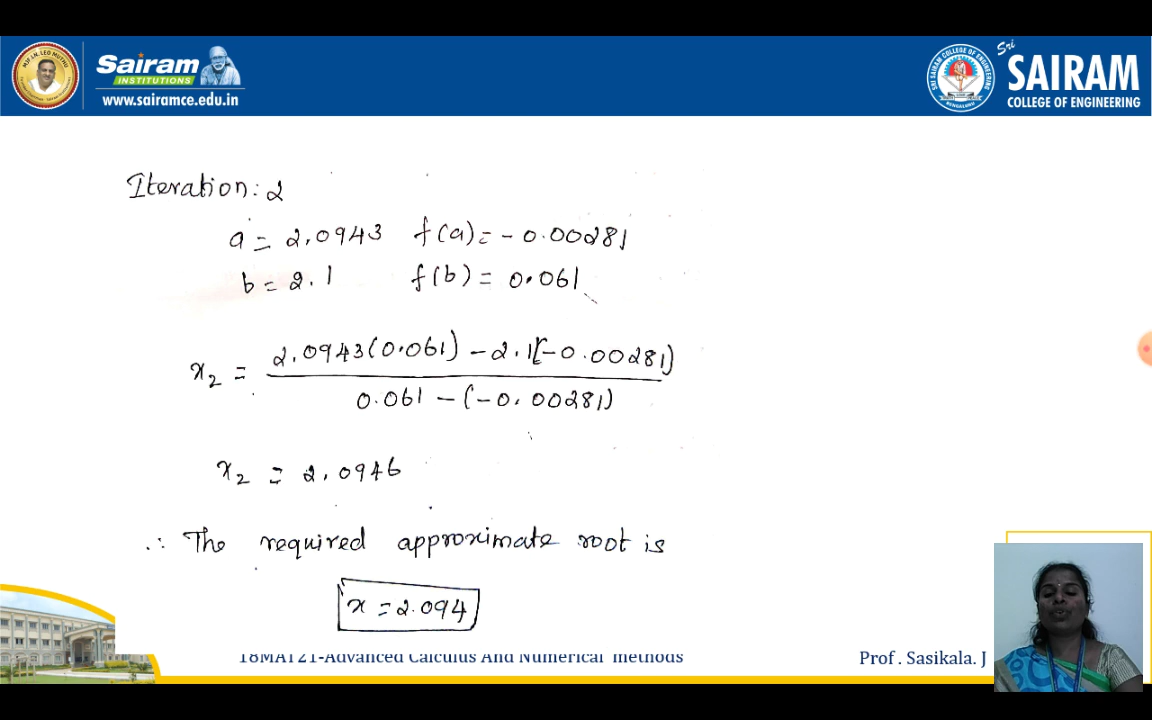 Sairam
INSTITUTIONS
www.sairamce.edu.in
Sri
SAIRAM
COLLEGE OF ENGINEERING
Iteration: 2
a = 2.0943 f(a) = - 0.00281
b = 2.1 f(b) = 0.061
x₂ = 2.0943(0.061) - 2.1[-0.00281)
0.061 - (-0.00281)
x₂ = 2.0946
∴ The required approximate root is
x = 2.094
18MAT21-Advanced Calculus And Numerical methods
Prof . Sasikala. J